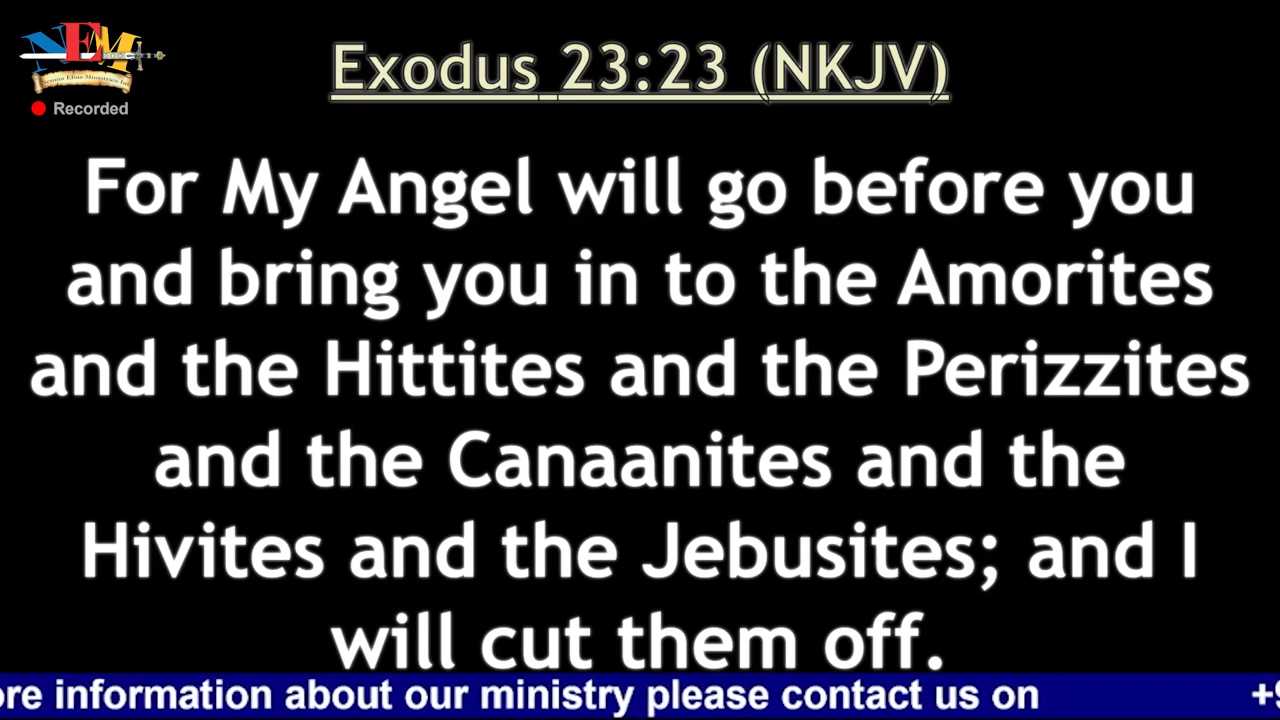 NEM
Recorded
Exodus 23:23 (NKJV)
For My Angel will go before you
and bring you in to the Amorites
and the Hittites and the Perizzites
and the Canaanites and the
Hivites and the Jebusites; and I
will cut them off.
ore information about our ministry please contact us on +9